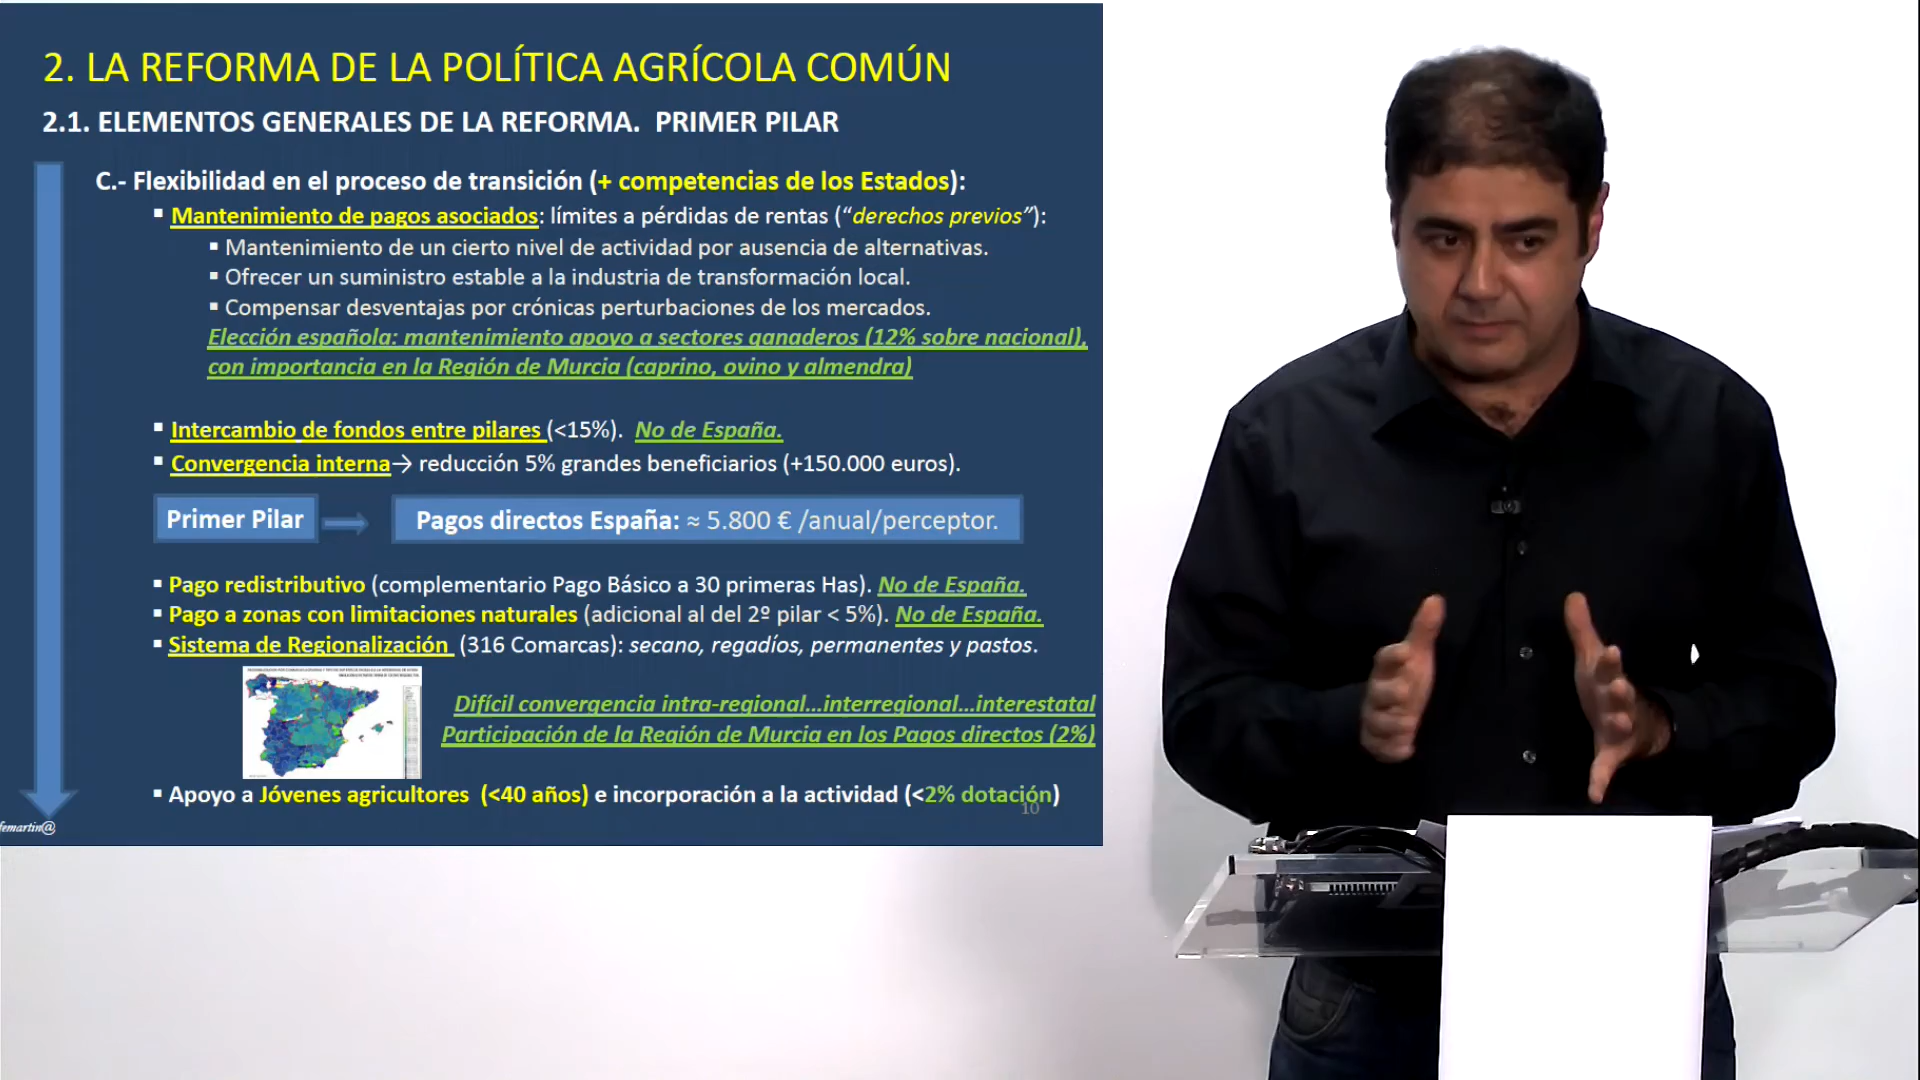 2. LA REFORMA DE LA POLÍTICA AGRÍCOLA COMÚN
2.1. ELEMENTOS GENERALES DE LA REFORMA.  PRIMER PILAR
C.- Flexibilidad en el proceso de transición (+ competencias de los Estados):
▪ Mantenimiento de pagos asociados: límites a pérdidas de rentas (“derechos previos”):
▪ Mantenimiento de un cierto nivel de actividad por ausencia de alternativas.
▪ Ofrecer un suministro estable a la industria de transformación local.
▪ Compensar desventajas por crónicas perturbaciones de los mercados.
Elección española: mantenimiento apoyo a sectores ganaderos (12% sobre nacional),
con importancia en la Región de Murcia (caprino, ovino y almendra)
▪ Intercambio de fondos entre pilares (<15%).  No de España.
▪ Convergencia interna→ reducción 5% grandes beneficiarios (+150.000 euros).
Primer Pilar
Pagos directos España: ≈ 5.800 € /anual/perceptor.
▪ Pago redistributivo (complementario Pago Básico a 30 primeras Has). No de España.
▪ Pago a zonas con limitaciones naturales (adicional al del 2º pilar < 5%). No de España.
▪ Sistema de Regionalización  (316 Comarcas): secano, regadíos, permanentes y pastos.
Difícil convergencia intra-regional...interregional...interestatal
Participación de la Región de Murcia en los Pagos directos (2%)
▪ Apoyo a Jóvenes agricultores  (<40 años) e incorporación a la actividad (<2% dotación)
10
femartin@